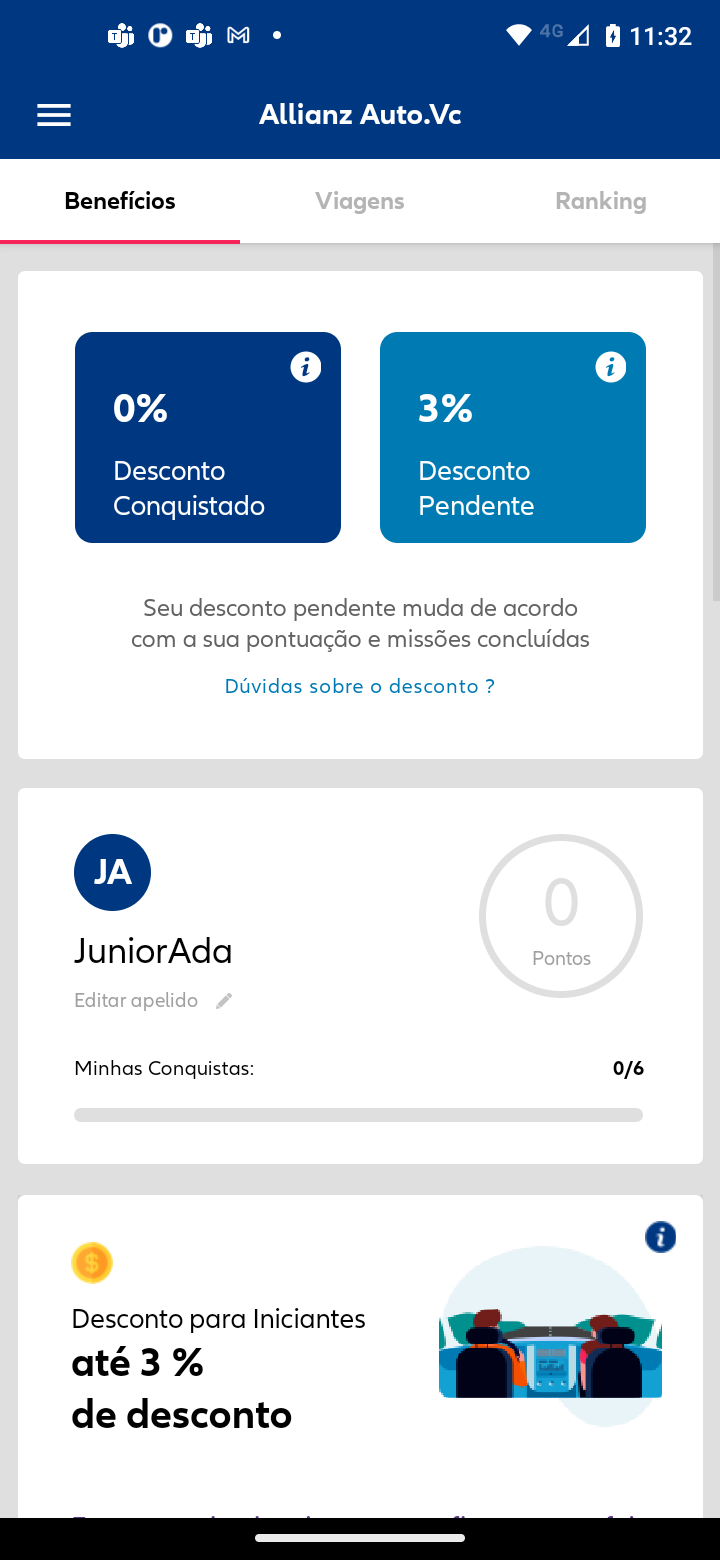 4G 11:32
Allianz Auto.Vc
Benefícios Viagens Ranking
0%
Desconto
Conquistado
3%
Desconto
Pendente
Seu desconto pendente muda de acordo
com a sua pontuação e missões concluídas
Dúvidas sobre o desconto ?
JA
JuniorAda
Editar apelido
0
Pontos
Minhas Conquistas: 0/6
Desconto para Iniciantes
até 3 %
de desconto